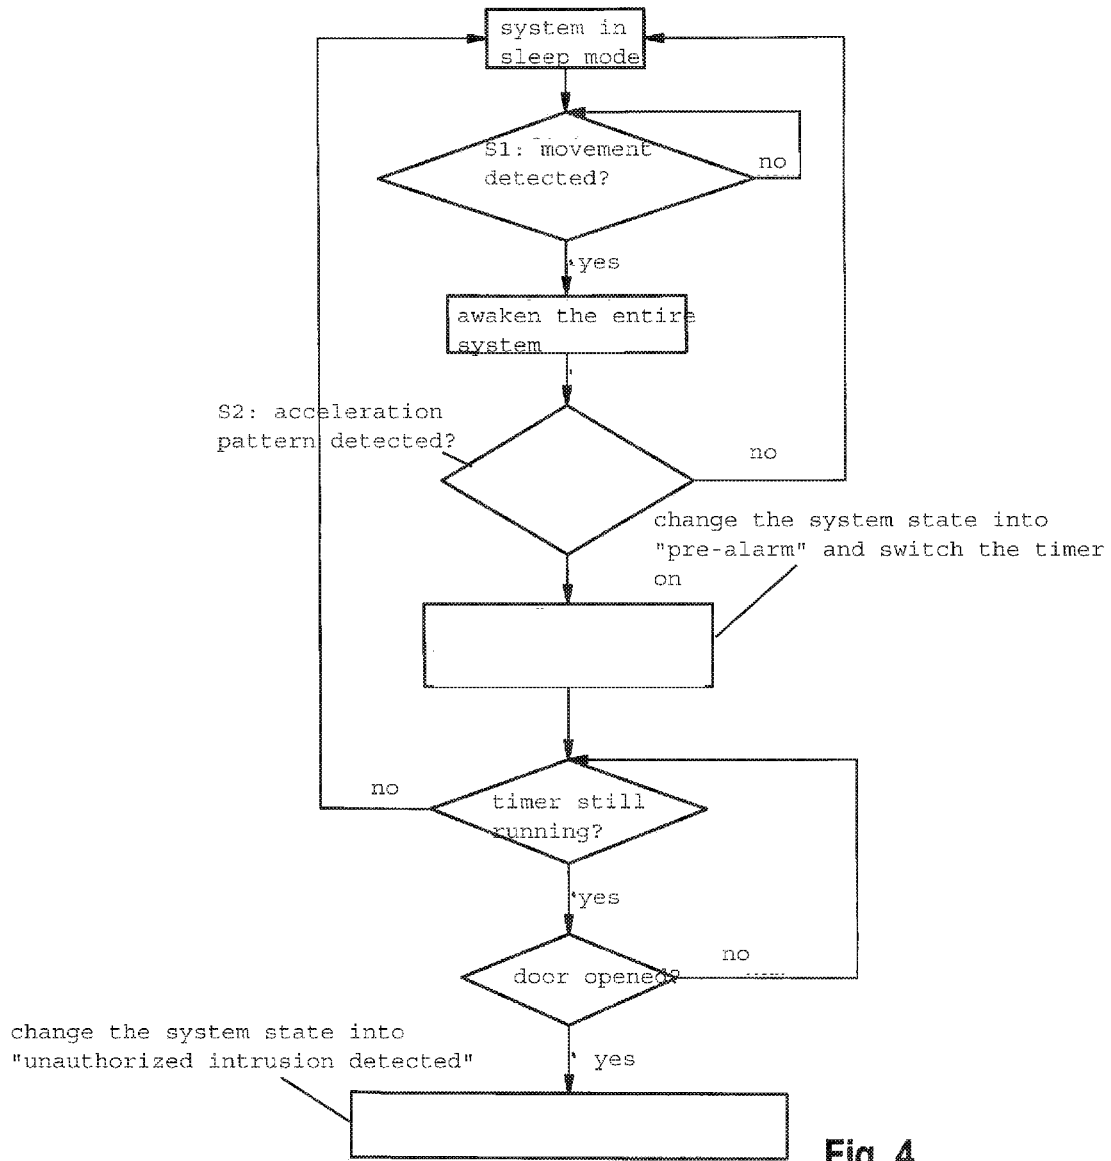 system in
sleep mode
S1: movement
detected?
no
yes
awaken the entire
system
S2: acceleration
pattern detected?
no
change the system state into
"pre-alarm" and switch the timer
on
no
timer still
running?
yes
no
door opened?
change the system state into
"unauthorized intrusion detected"
yes
Fig. 4